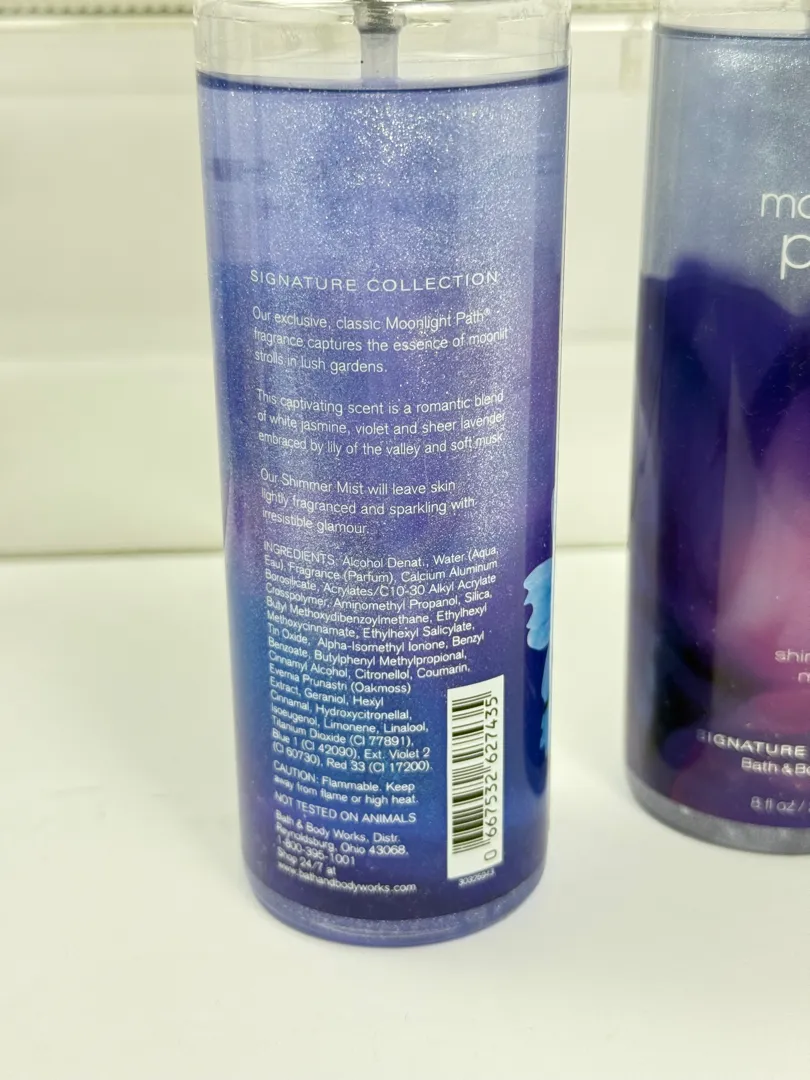 SIGNATURE COLLECTION
Our exclusive, classic Moonlight Path®
fragrance captures the essence of moonlit
strolls in lush gardens.
This captivating scent is a romantic blend
of white jasmine, violet and sheer lavender
embraced by lily of the valley and soft musk
Our Shimmer Mist will leave skin
lightly fragranced and sparkling with
irresistible glamour.
INGREDIENTS: Alcohol Denat., Water (Aqua,
Eau), Fragrance (Parfum), Calcium Aluminum
Borosilicate, Acrylates/C10-30 Alkyl Acrylate
Crosspolymer, Aminomethyl Propanol, Silica,
Butyl Methoxydibenzoylmethane, Ethylhexyl
Methoxycinnamate, Ethylhexyl Salicylate,
Tin Oxide, Alpha-Isomethyl Ionone, Benzyl
Benzoate, Butylphenyl Methylpropional,
Cinnamyl Alcohol, Citronellol, Coumarin,
Evernia Prunastri (Oakmoss)
Extract, Geraniol, Hexyl
Cinnamal, Hydroxycitronellal,
Isoeugenol, Limonene, Linalool,
Titanium Dioxide (CI 77891),
Blue 1 (CI 42090), Ext. Violet 2
(CI 60730), Red 33 (CI 17200).
CAUTION: Flammable. Keep
away from flame or high heat.
NOT TESTED ON ANIMALS
Bath & Body Works, Distr.
Reynoldsburg, Ohio 43068.
1-800-395-1001
Shop 24/7 at
www.bathandbodyworks.com
0 667532 627435
mo
p
shi
m
SIGNATURE
Bath & Bo
8 fl oz /